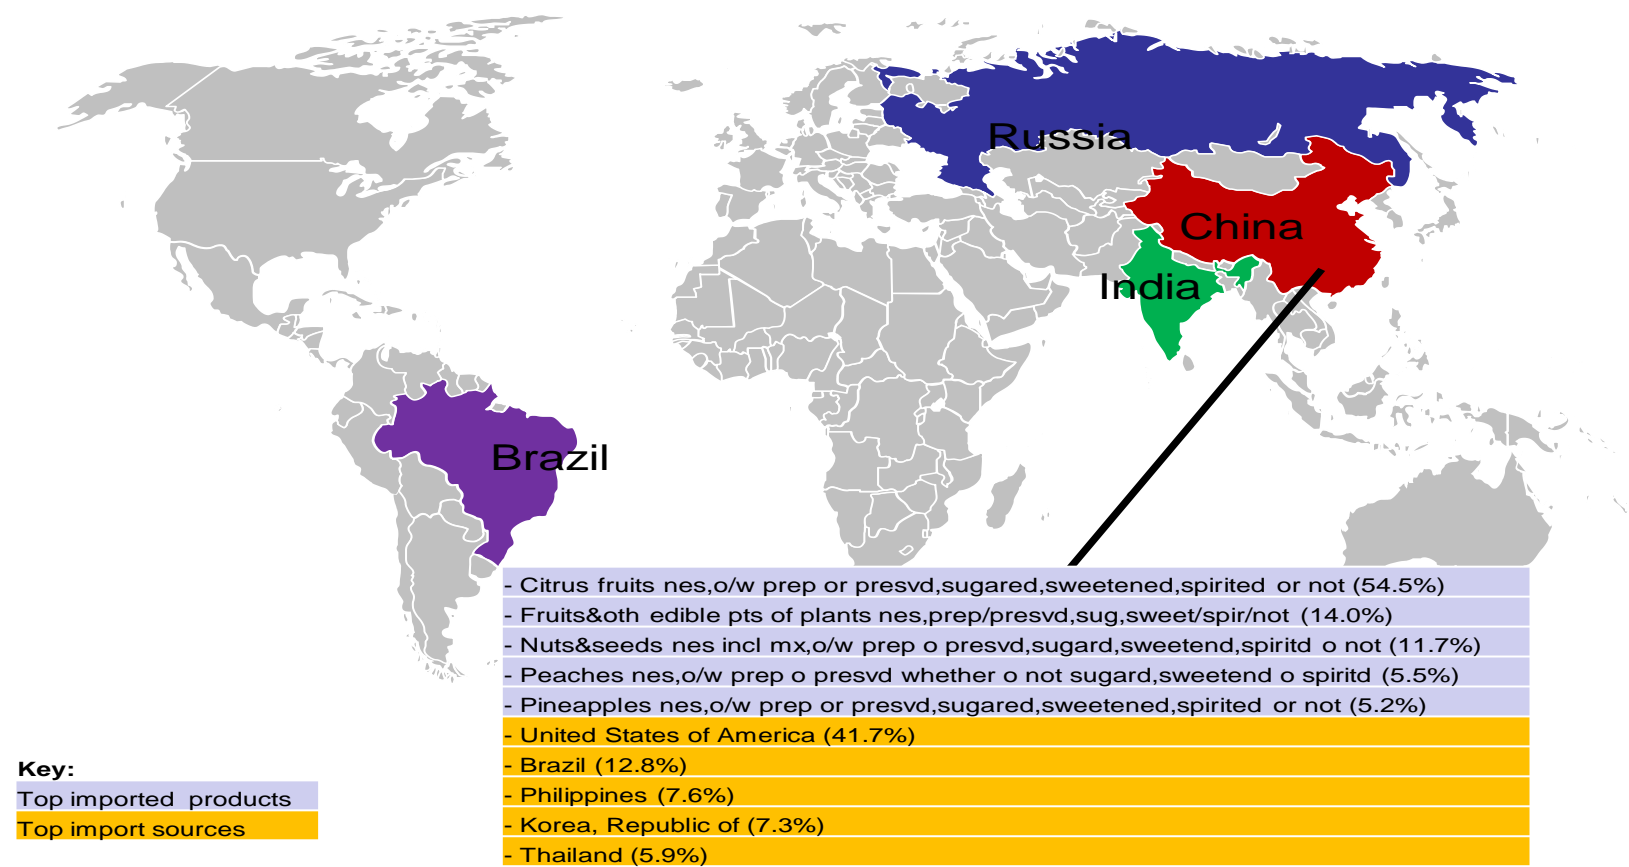 Russia
China
India
Brazil
- Citrus fruits nes,o/w prep or presvd,sugared,sweetened,spirited or not (54.5%)
- Fruits&oth edible pts of plants nes,prep/presvd,sug,sweet/spir/not (14.0%)
- Nuts&seeds nes incl mx,o/w prep o presvd,sugard,sweetend,spiritd o not (11.7%)
- Peaches nes,o/w prep o presvd whether o not sugard,sweetend o spiritd (5.5%)
- Pineapples nes,o/w prep or presvd,sugared,sweetened,spirited or not (5.2%)
- United States of America (41.7%)
- Brazil (12.8%)
- Philippines (7.6%)
- Korea, Republic of (7.3%)
- Thailand (5.9%)
Key:
Top imported products
Top import sources